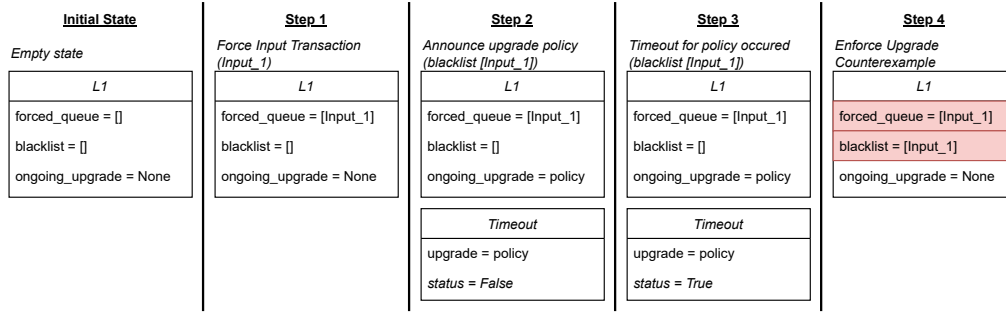 Initial State
Empty state
L1
forced_queue = []
blacklist = []
ongoing_upgrade = None
Step 1
Force Input Transaction
(Input_1)
L1
forced_queue = [Input_1]
blacklist = []
ongoing_upgrade = None
Step 2
Announce upgrade policy
(blacklist [Input_1])
L1
forced_queue = [Input_1]
blacklist = []
ongoing_upgrade = policy
Timeout
upgrade = policy
status = False
Step 3
Timeout for policy occured
(blacklist [Input_1])
L1
forced_queue = [Input_1]
blacklist = []
ongoing_upgrade = policy
Timeout
upgrade = policy
status = True
Step 4
Enforce Upgrade
Counterexample
L1
forced_queue = [Input_1]
blacklist = [Input_1]
ongoing_upgrade = None